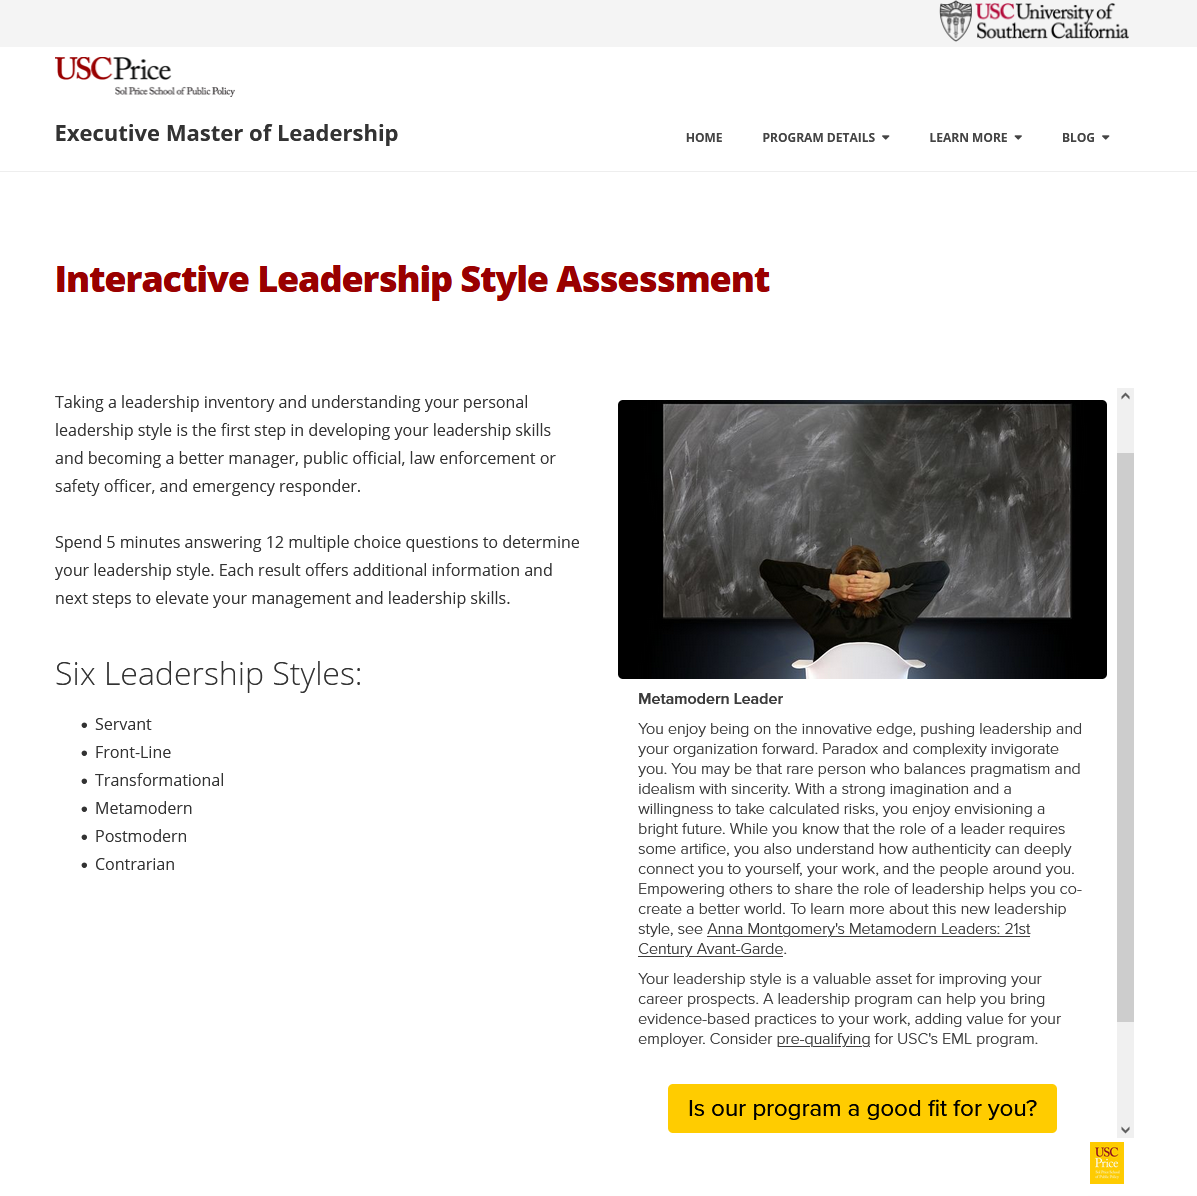 USC University of
Southern California
USC Price
Sol Price School of Public Policy
Executive Master of Leadership
HOME
PROGRAM DETAILS
LEARN MORE
BLOG
Interactive Leadership Style Assessment
Taking a leadership inventory and understanding your personal
leadership style is the first step in developing your leadership skills
and becoming a better manager, public official, law enforcement or
safety officer, and emergency responder.
Spend 5 minutes answering 12 multiple choice questions to determine
your leadership style. Each result offers additional information and
next steps to elevate your management and leadership skills.
Six Leadership Styles:
• Servant
• Front-Line
• Transformational
• Metamodern
• Postmodern
• Contrarian
Metamodern Leader
You enjoy being on the innovative edge, pushing leadership and
your organization forward. Paradox and complexity invigorate
you. You may be that rare person who balances pragmatism and
idealism with sincerity. With a strong imagination and a
willingness to take calculated risks, you enjoy envisioning a
bright future. While you know that the role of a leader requires
some artifice, you also understand how authenticity can deeply
connect you to yourself, your work, and the people around you.
Empowering others to share the role of leadership helps you co-
create a better world. To learn more about this new leadership
style, see Anna Montgomery's Metamodern Leaders: 21st
Century Avant-Garde.
Your leadership style is a valuable asset for improving your
career prospects. A leadership program can help you bring
evidence-based practices to your work, adding value for your
employer. Consider pre-qualifying for USC's EML program.
Is our program a good fit for you?
USC
Price